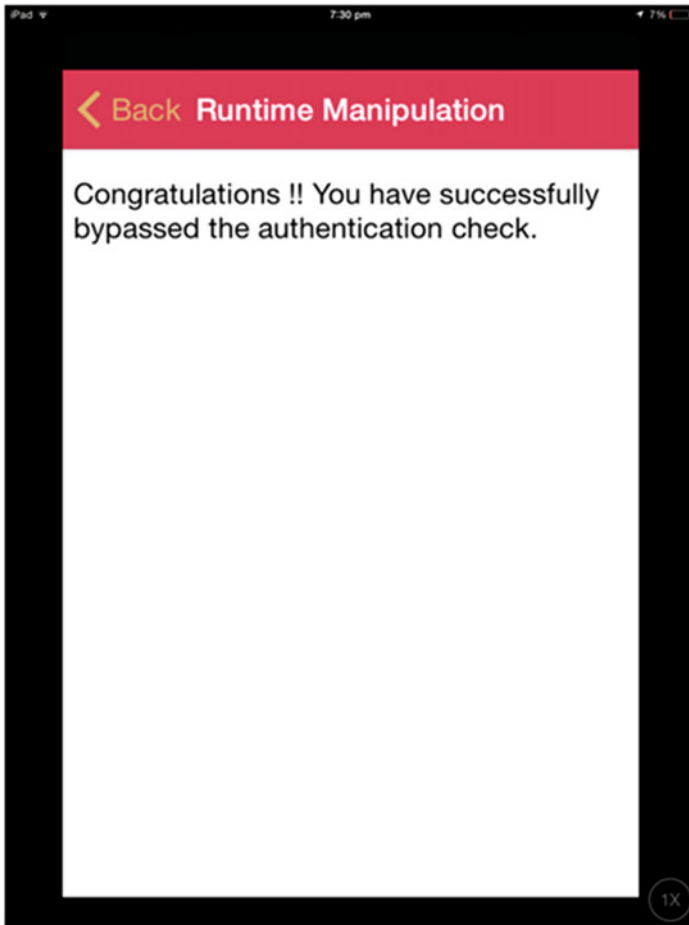 iPad 7:30 pm 7%
Back Runtime Manipulation
Congratulations !! You have successfully
bypassed the authentication check.
1X